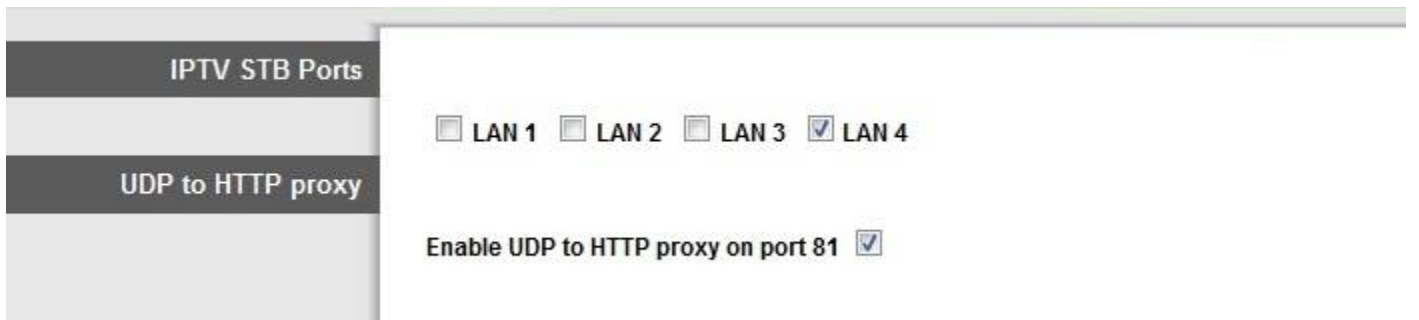 IPTV STB Ports
LAN 1 LAN 2 LAN 3 LAN 4
UDP to HTTP proxy
Enable UDP to HTTP proxy on port 81